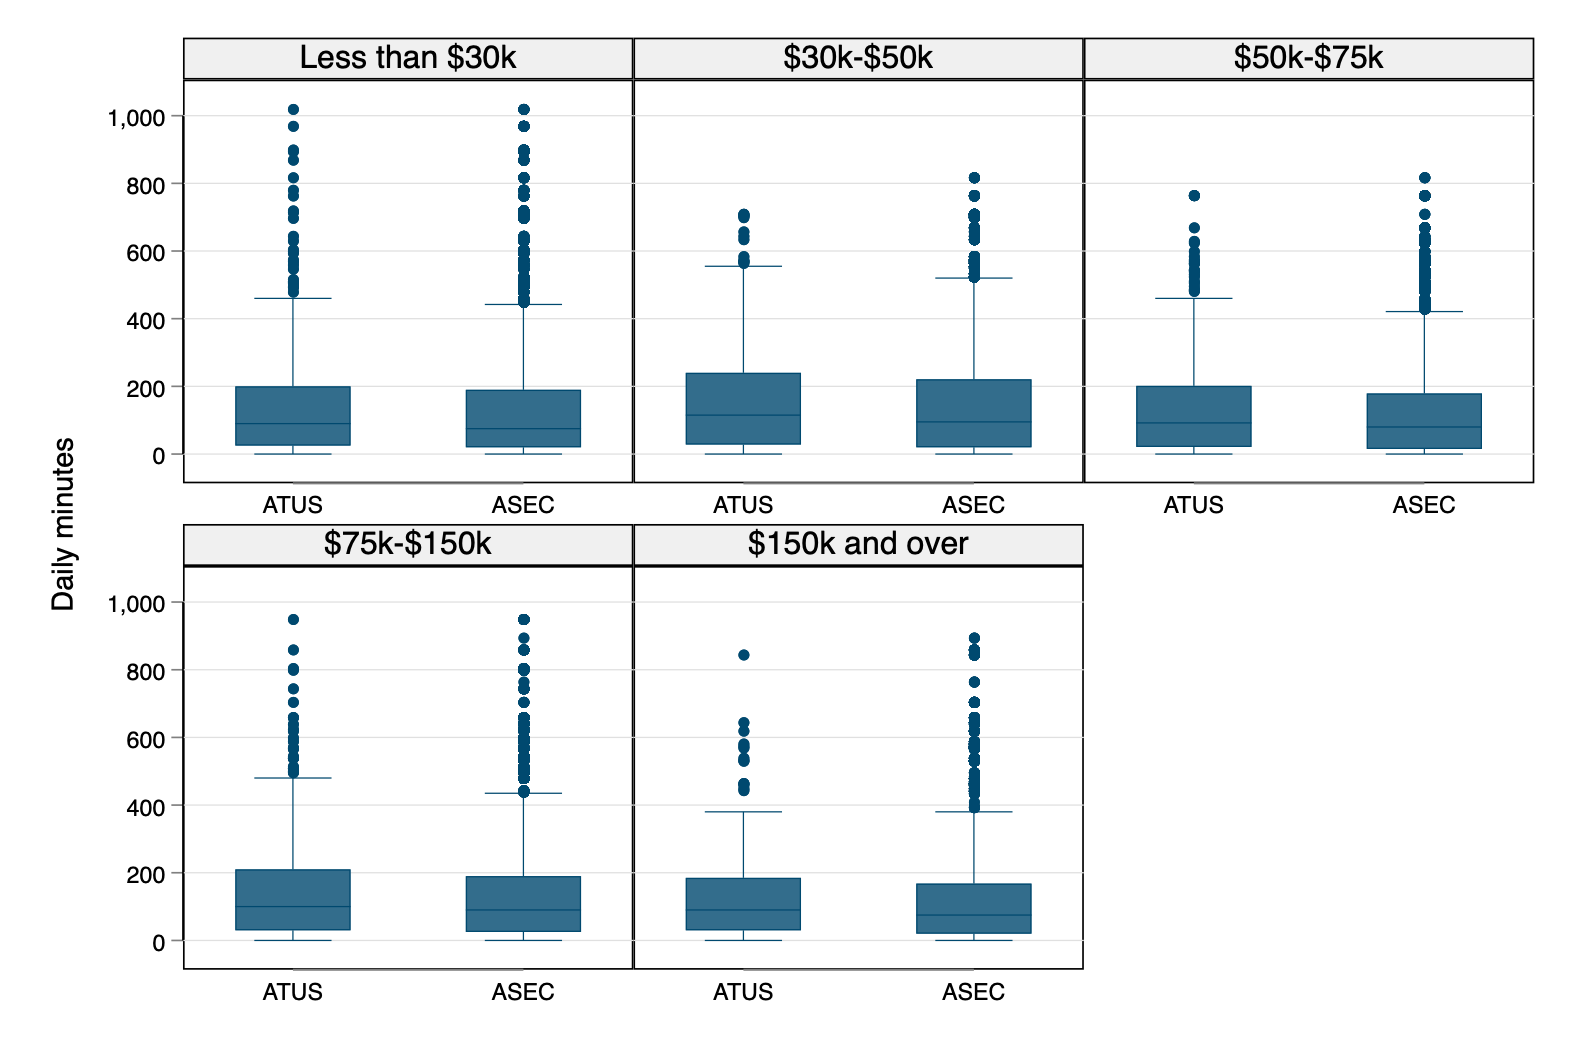 Less than $30k
$30k-$50k
$50k-$75k
1,000
800
600
400
200
0
ATUS
ASEC
ATUS
ASEC
ATUS
ASEC
Daily minutes
$75k-$150k
$150k and over
1,000
800
600
400
200
0
ATUS
ASEC
ATUS
ASEC